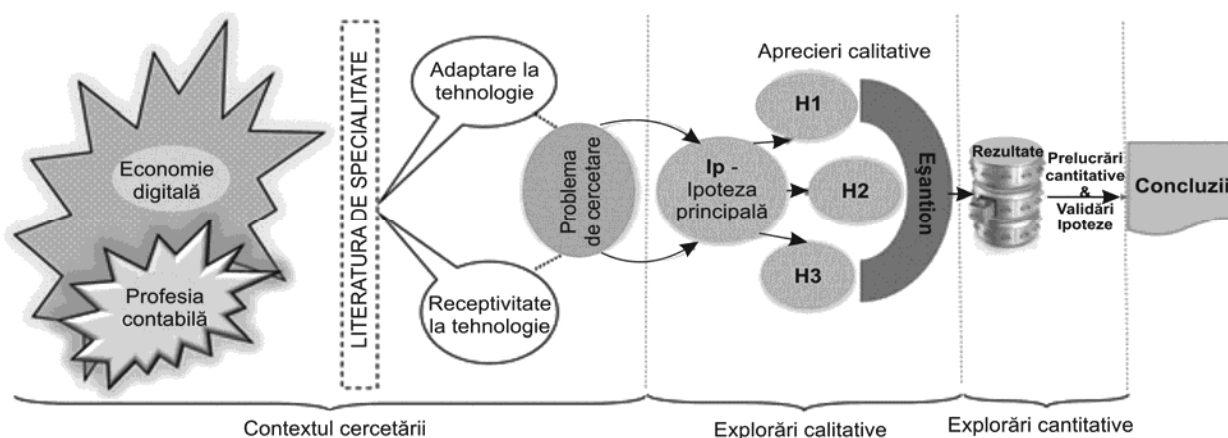 Economie
digitală
Profesia
contabilă
LITERATURA DE SPECIALITATE
Adaptare la
tehnologie
Receptivitate
la tehnologie
Problema
de cercetare
Aprecieri calitative
Ip -
Ipoteza
principală
H1
H2
H3
Eșantion
Rezultate
Prelucrări
cantitative
&
Validări
Ipoteze
Concluzii
Contextul cercetării
Explorări calitative
Explorări cantitative